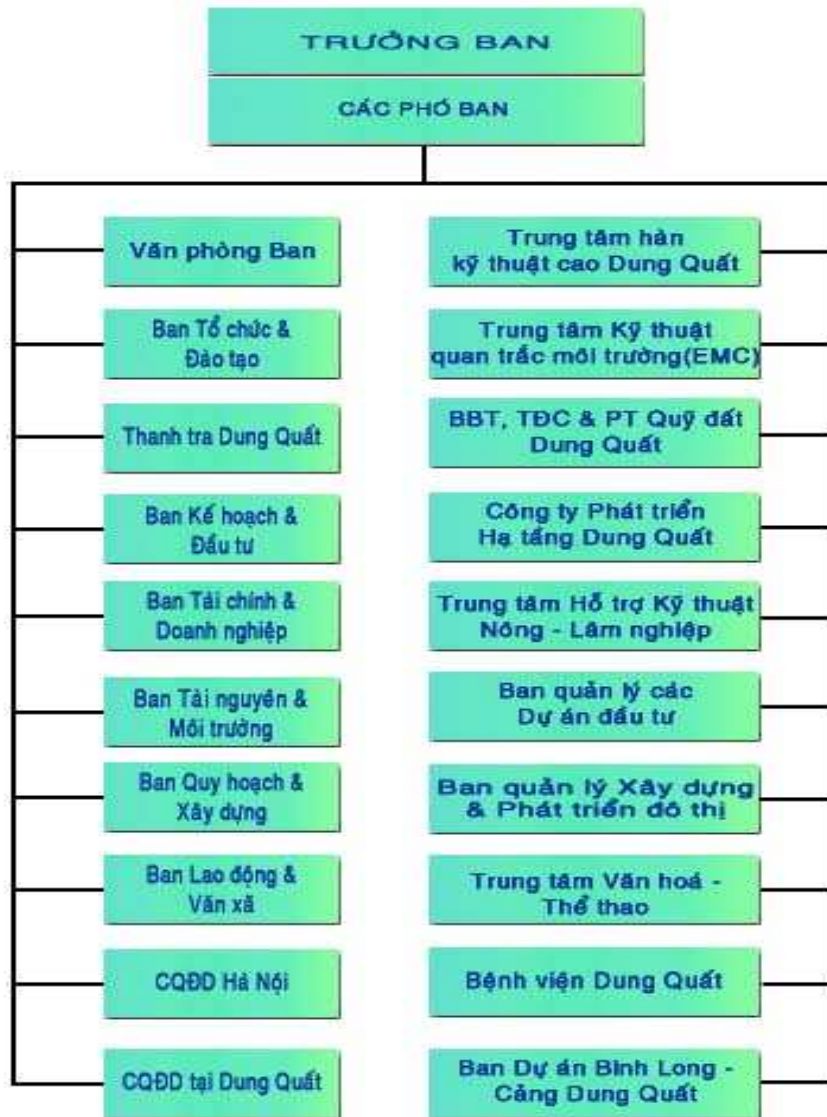 TRƯỞNG BAN
CÁC PHÓ BAN
Văn phòng Ban
Ban Tổ chức &
Đào tạo
Thanh tra Dung Quất
Ban Kế hoạch &
Đầu tư
Ban Tài chính &
Doanh nghiệp
Ban Tài nguyên &
Môi trường
Ban Quy hoạch &
Xây dựng
Ban Lao động &
Văn xã
CQĐD Hà Nội
CQĐD tại Dung Quất
Trung tâm hàn
kỹ thuật cao Dung Quất
Trung tâm Kỹ thuật
quan trắc môi trường(EMC)
BBT, TĐC & PT Quỹ đất
Dung Quất
Công ty Phát triển
Hạ tầng Dung Quất
Trung tâm Hỗ trợ Kỹ thuật
Nông - Lâm nghiệp
Ban quản lý các
Dự án đầu tư
Ban quản lý Xây dựng
& Phát triển đô thị
Trung tâm Văn hoá -
Thể thao
Bệnh viện Dung Quất
Ban Dự án Bình Long -
Cảng Dung Quất